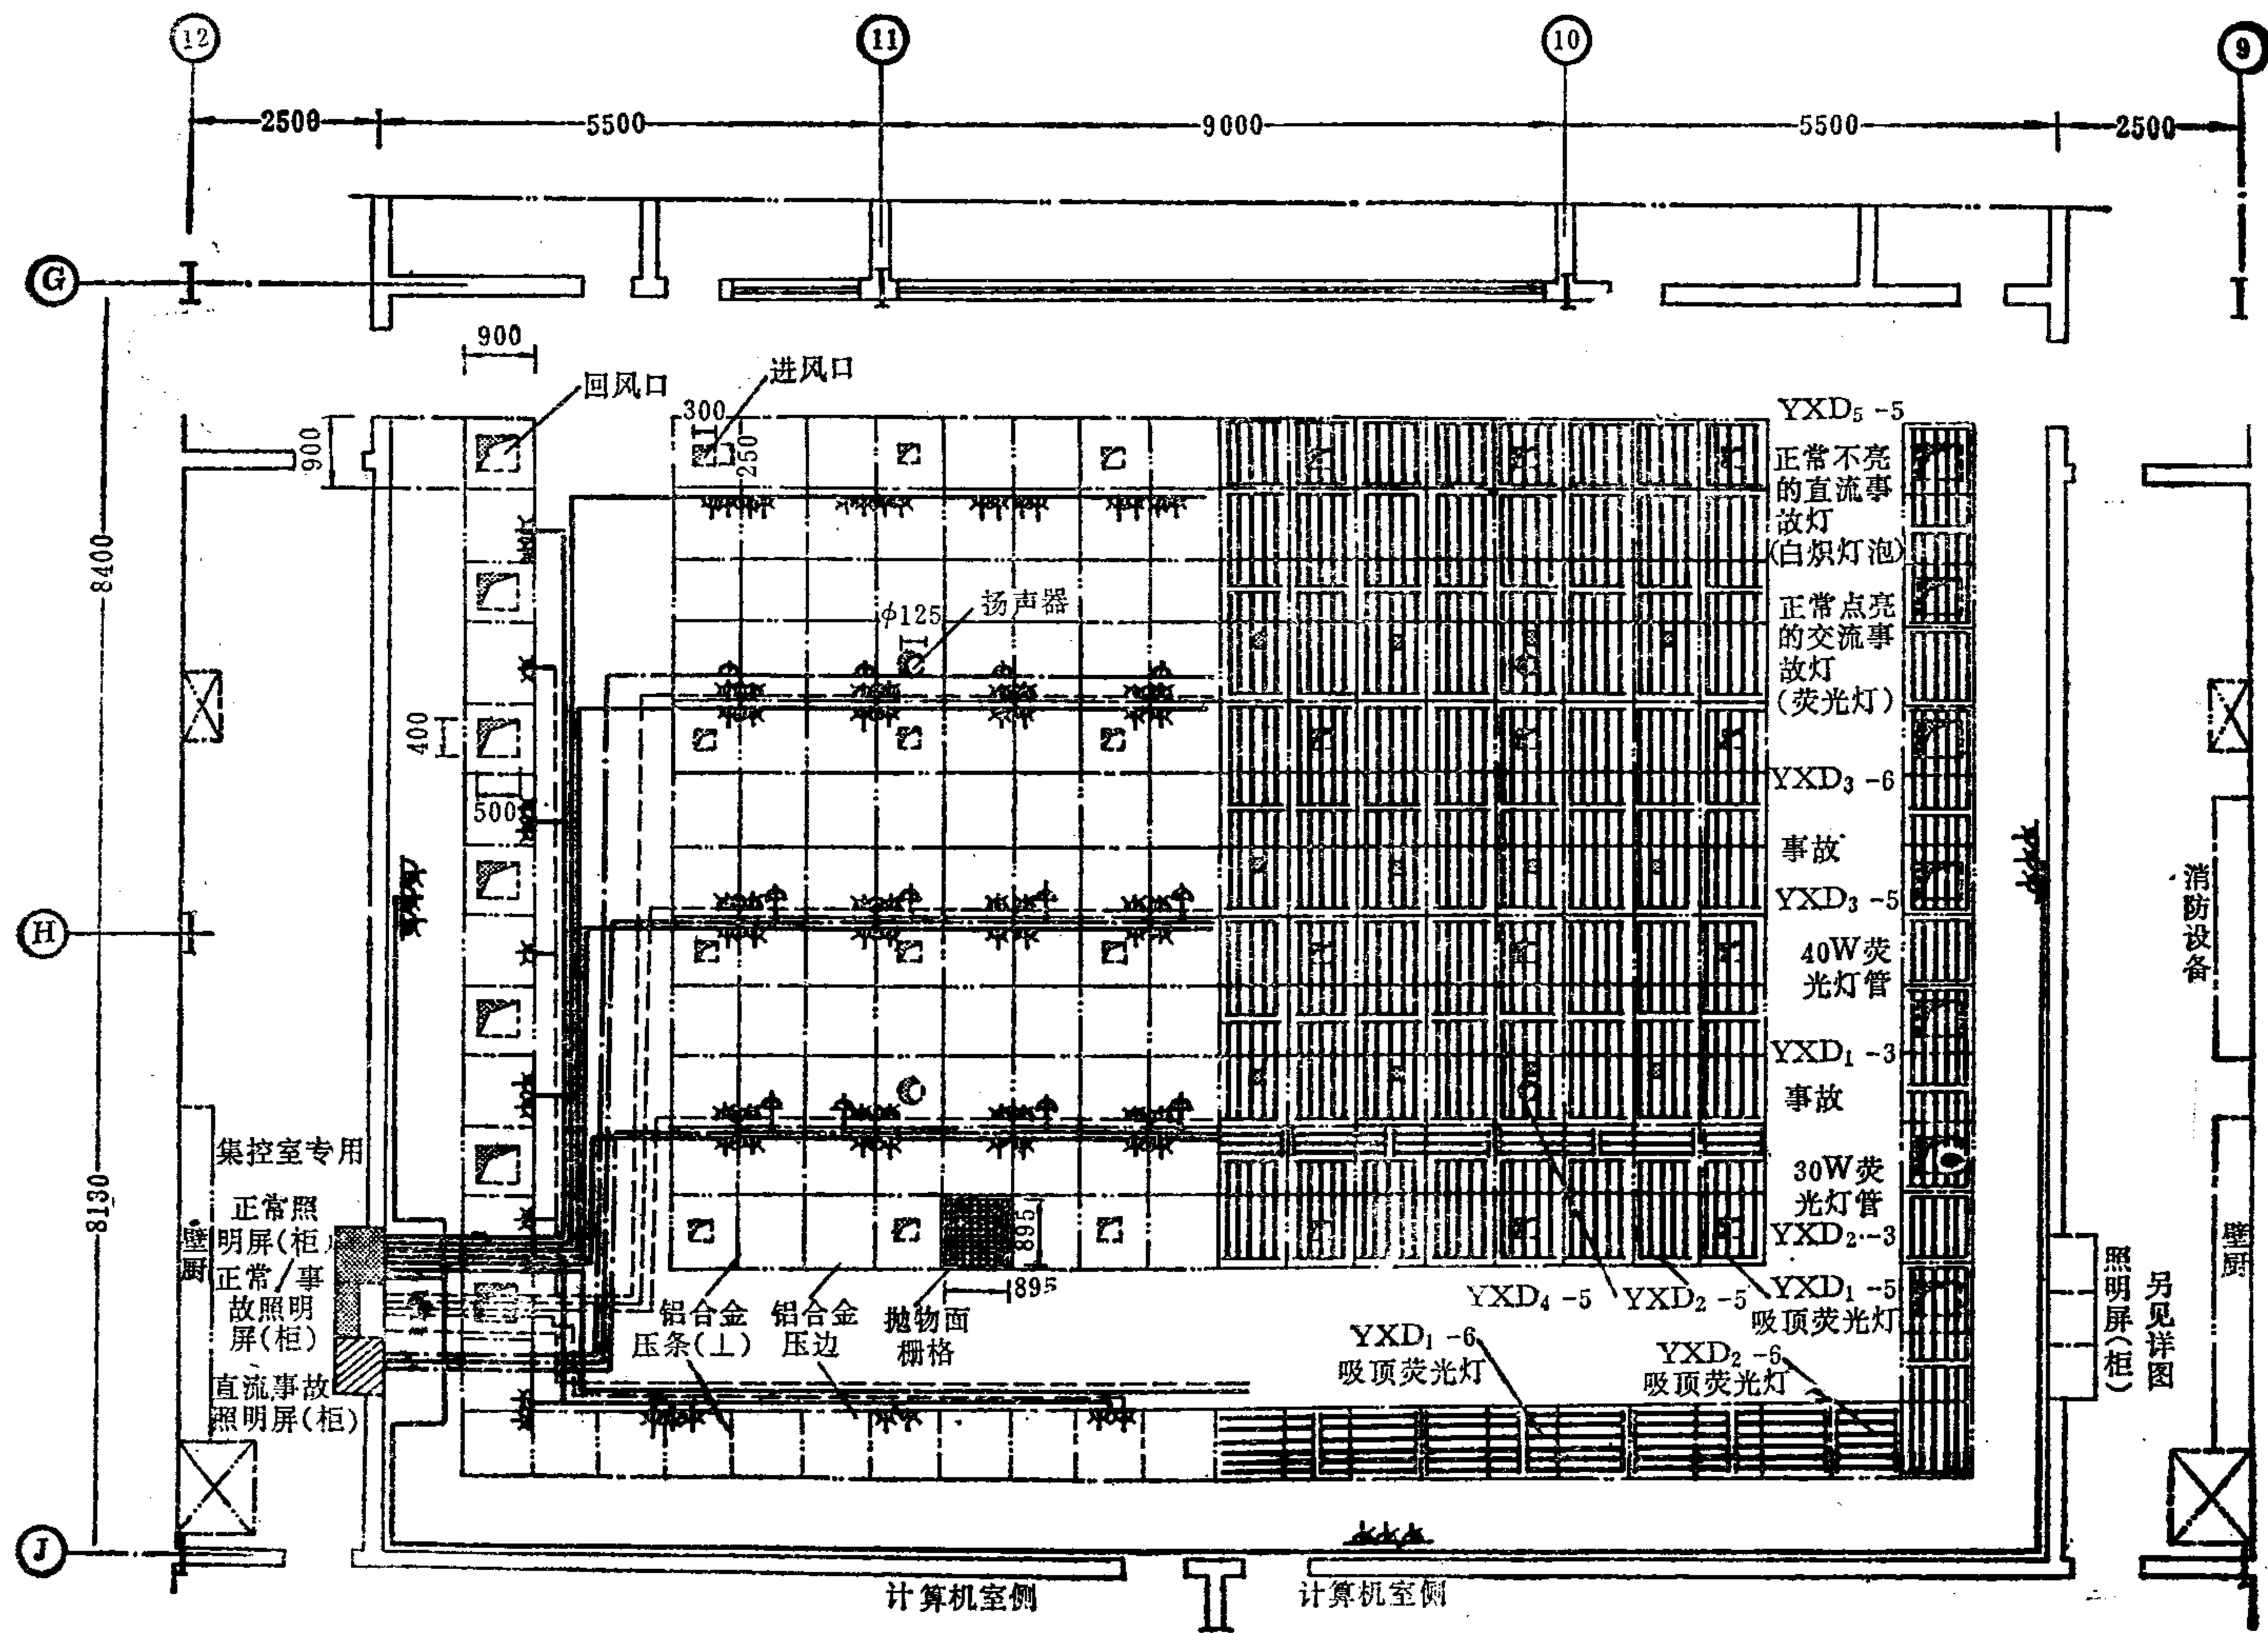 12
11
10
9
2500
5500
9000
5500
2500
G
900
回风口
进风口
300
250
900
8400
YXD₅-5
正常不亮
的直流事
故灯
(白炽灯泡)
φ125
扬声器
正常点亮
的交流事
故灯
(荧光灯)
400
500
YXD₃-6
事故
YXD₃-5
H
40W荧
光灯管
消防设备
YXD₁-3
事故
8130
集控室专用
正常照
明屏(柜)
正常/事
故照明
屏(柜)
直流事故
照明屏(柜)
壁厨
30W荧
光灯管
YXD₂-3
895
895
铝合金
压条(⊥)
铝合金
压边
抛物面
栅格
YXD₄-5
YXD₂-5
YXD₁-5
吸顶荧光灯
YXD₁-6
吸顶荧光灯
YXD₂-6
吸顶荧光灯
照明屏(柜)
另见详图
壁厨
J
计算机室侧
计算机室侧